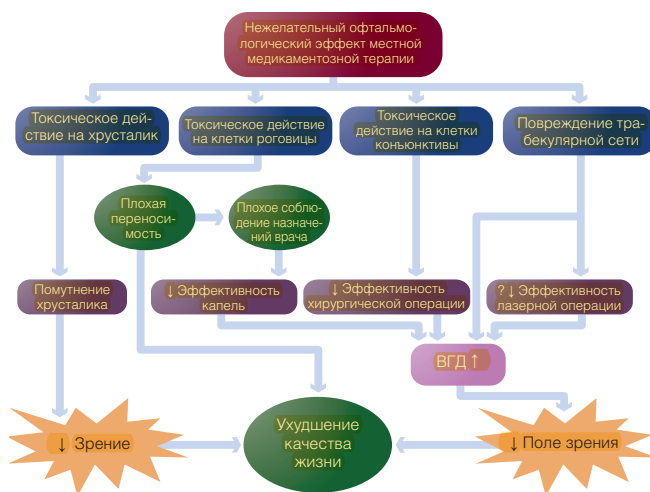 Нежелательный офтальмо-
логический эффект местной
медикаментозной терапии
Токсическое дей-
ствие на хрусталик
Токсическое действие
на клетки роговицы
Токсическое
действие на клетки
конъюнктивы
Повреждение тра-
бекулярной сети
Плохая
переноси-
мость
Плохое соблю-
дение назначе-
ний врача
Помутнение
хрусталика
↓ Эффективность
капель
↓ Эффективность
хирургической операции
? ↓ Эффективность
лазерной операции
ВГД ↑
↓ Зрение
Ухудшение
качества
жизни
↓ Поле зрения